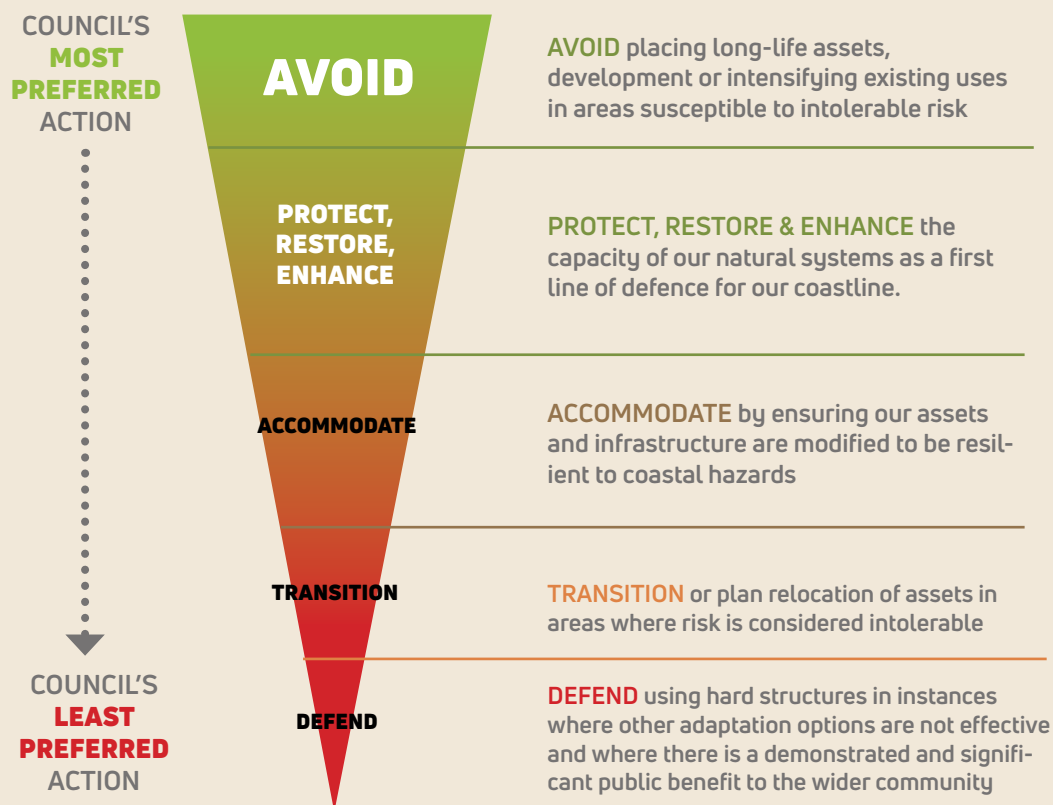 COUNCIL'S
MOST
PREFERRED
ACTION
AVOID
AVOID placing long-life assets,
development or intensifying existing uses
in areas susceptible to intolerable risk
PROTECT,
RESTORE,
ENHANCE
PROTECT, RESTORE & ENHANCE the
capacity of our natural systems as a first
line of defence for our coastline.
ACCOMMODATE
ACCOMMODATE by ensuring our assets
and infrastructure are modified to be resil-
ient to coastal hazards
TRANSITION
TRANSITION or plan relocation of assets in
areas where risk is considered intolerable
COUNCIL'S
LEAST
PREFERRED
ACTION
DEFEND
DEFEND using hard structures in instances
where other adaptation options are not effective
and where there is a demonstrated and signifi-
cant public benefit to the wider community